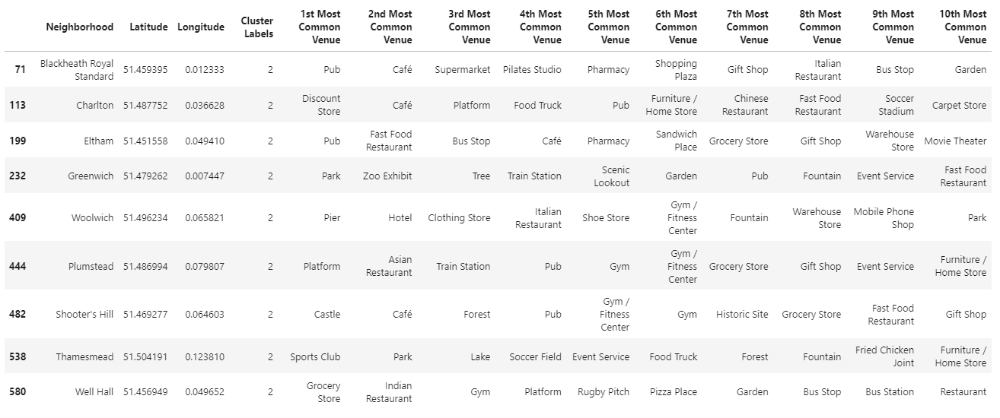 Neighborhood Latitude Longitude Cluster Labels 1st Most Common Venue 2nd Most Common Venue 3rd Most Common Venue 4th Most Common Venue 5th Most Common Venue 6th Most Common Venue 7th Most Common Venue 8th Most Common Venue 9th Most Common Venue 10th Most Common Venue
71 Blackheath Royal Standard 51.459395 0.012333 2 Pub Café Supermarket Pilates Studio Pharmacy Shopping Plaza Gift Shop Italian Restaurant Bus Stop Garden
113 Charlton 51.487752 0.036628 2 Discount Store Café Platform Food Truck Pub Furniture / Home Store Chinese Restaurant Fast Food Restaurant Soccer Stadium Carpet Store
199 Eltham 51.451558 0.049410 2 Pub Fast Food Restaurant Bus Stop Café Pharmacy Sandwich Place Grocery Store Gift Shop Warehouse Store Movie Theater
232 Greenwich 51.479262 0.007447 2 Park Zoo Exhibit Tree Train Station Scenic Lookout Garden Pub Fountain Event Service Fast Food Restaurant
409 Woolwich 51.496234 0.065821 2 Pier Hotel Clothing Store Italian Restaurant Shoe Store Gym / Fitness Center Fountain Warehouse Store Mobile Phone Shop Park
444 Plumstead 51.486994 0.079807 2 Platform Asian Restaurant Train Station Pub Gym Gym / Fitness Center Grocery Store Gift Shop Event Service Furniture / Home Store
482 Shooter's Hill 51.469277 0.064603 2 Castle Café Forest Pub Gym / Fitness Center Gym Historic Site Grocery Store Fast Food Restaurant Gift Shop
538 Thamesmead 51.504191 0.123810 2 Sports Club Park Lake Soccer Field Event Service Food Truck Forest Fountain Fried Chicken Joint Furniture / Home Store
580 Well Hall 51.456949 0.049652 2 Grocery Store Indian Restaurant Gym Platform Rugby Pitch Pizza Place Garden Bus Stop Bus Station Restaurant